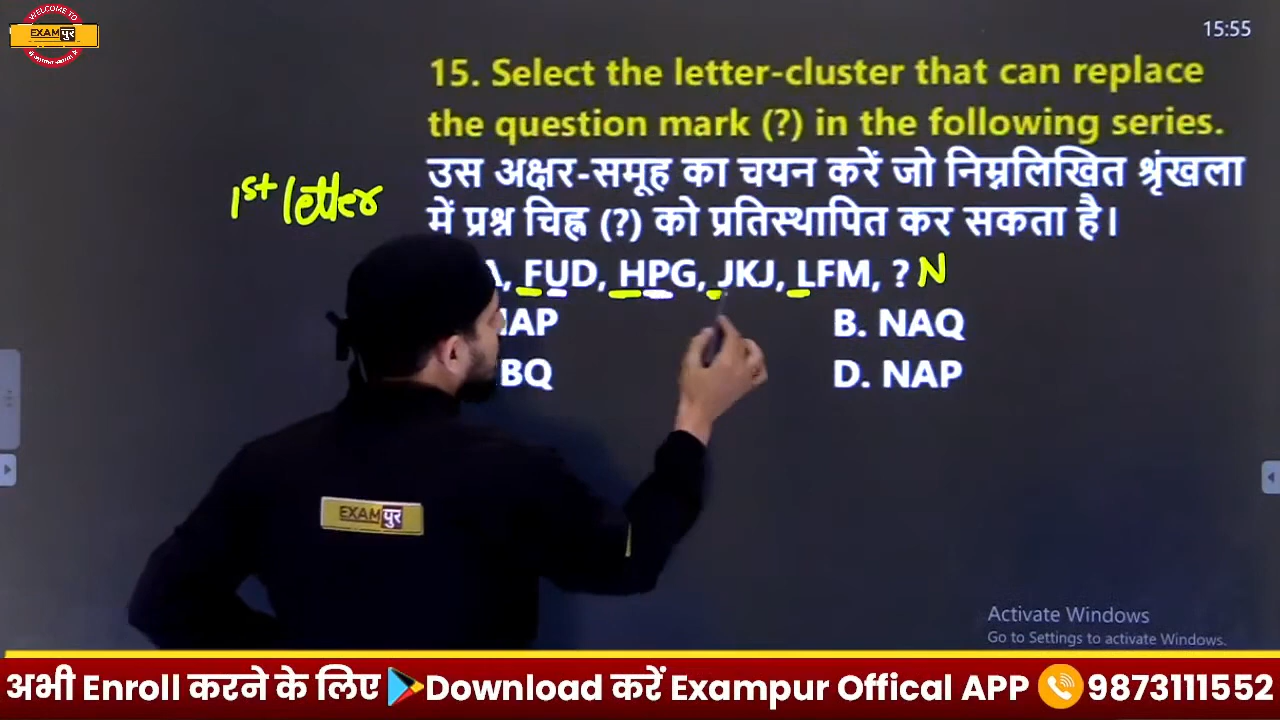 WELCOME TO
EXAMपुर
15:55
15. Select the letter-cluster that can replace
the question mark (?) in the following series.
उस अक्षर-समूह का चयन करें जो निम्नलिखित श्रृंखला
में प्रश्न चिह्न (?) को प्रतिस्थापित कर सकता है।
1st letter
FUD, HPG, JKJ, LFM, ? N
B. NAQ
D. NAP
EXAMपुर
Activate Windows
Go to Settings to activate Windows.
अभी Enroll करने के लिए Download करें Exampur Offical APP 9873111552